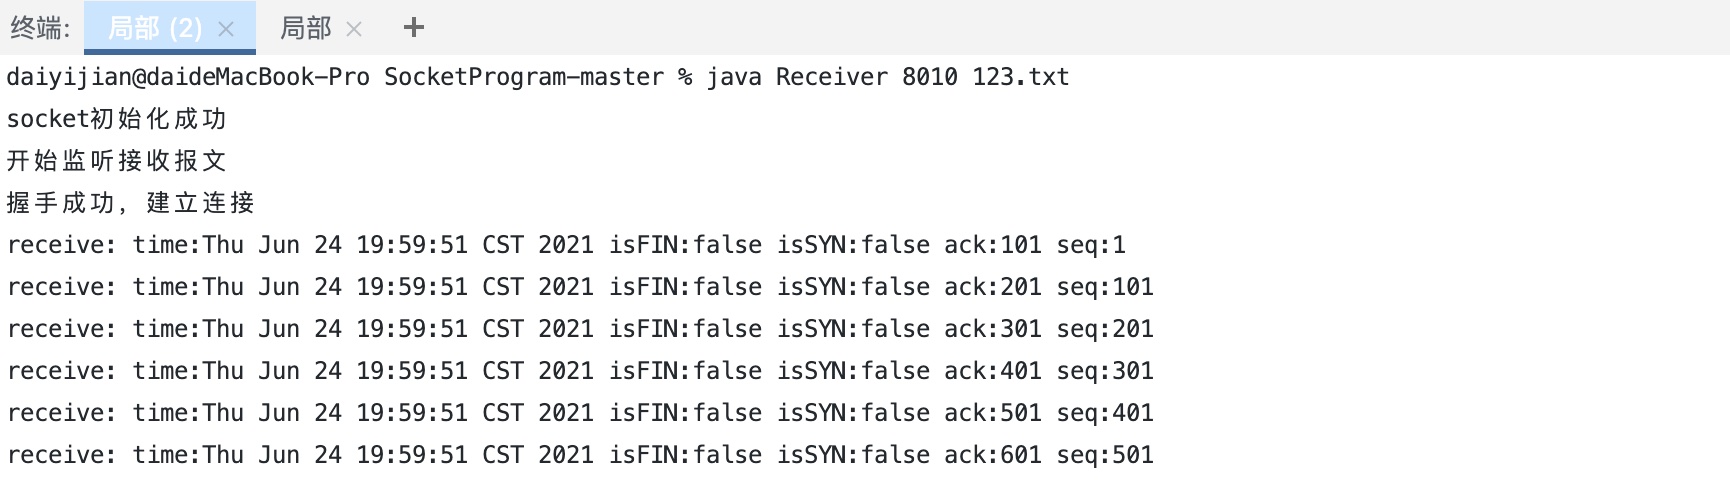 终端: 局部 (2) × 局部 × +
daiyijian@daideMacBook-Pro SocketProgram-master % java Receiver 8010 123.txt
socket初始化成功
开始监听接收报文
握手成功，建立连接
receive: time:Thu Jun 24 19:59:51 CST 2021 isFIN:false isSYN:false ack:101 seq:1
receive: time:Thu Jun 24 19:59:51 CST 2021 isFIN:false isSYN:false ack:201 seq:101
receive: time:Thu Jun 24 19:59:51 CST 2021 isFIN:false isSYN:false ack:301 seq:201
receive: time:Thu Jun 24 19:59:51 CST 2021 isFIN:false isSYN:false ack:401 seq:301
receive: time:Thu Jun 24 19:59:51 CST 2021 isFIN:false isSYN:false ack:501 seq:401
receive: time:Thu Jun 24 19:59:51 CST 2021 isFIN:false isSYN:false ack:601 seq:501